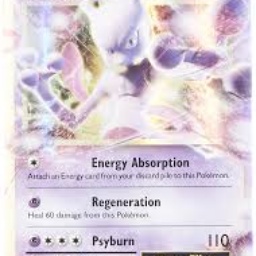 Energy Absorption
Attach an Energy card from your discard pile to this Pokémon.
Regeneration
Heal 60 damage from this Pokémon.
Psyburn 110